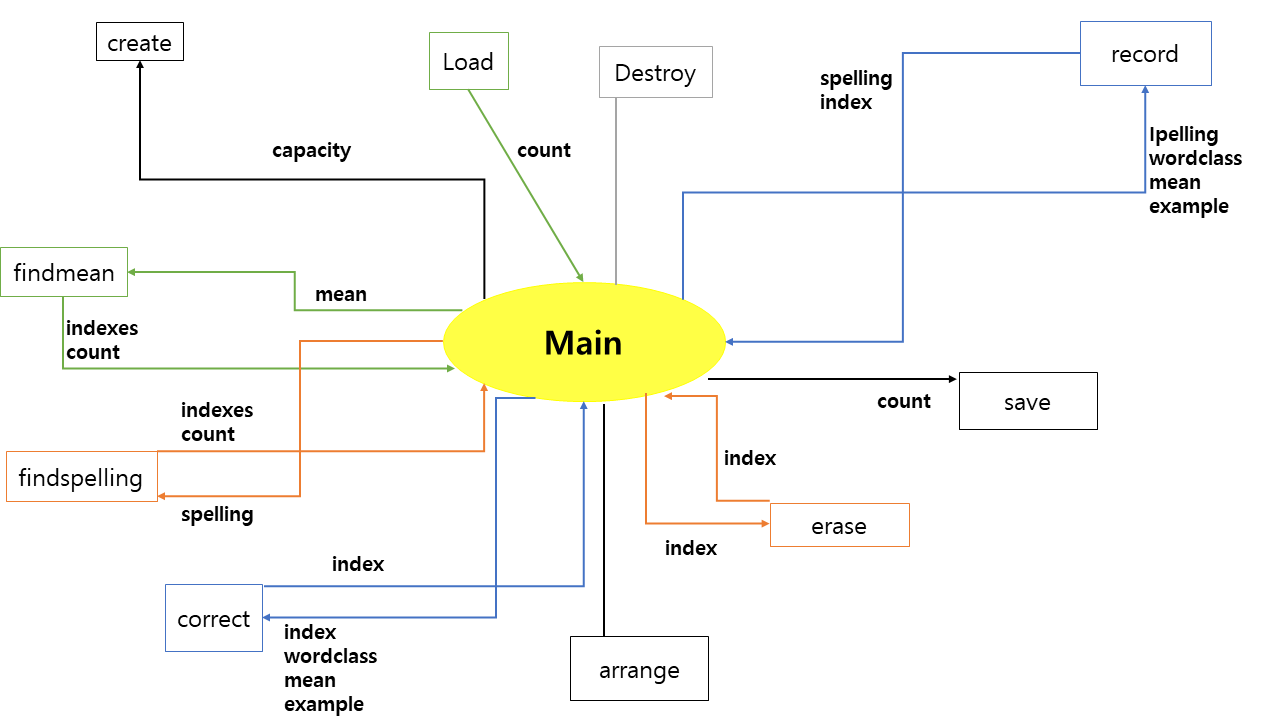 create
Load
Destroy
record
spelling
index
Ipelling
wordclass
mean
example
capacity
count
findmean
mean
indexes
count
Main
save
count
indexes
count
findspelling
spelling
index
erase
index
index
correct
index
wordclass
mean
example
arrange